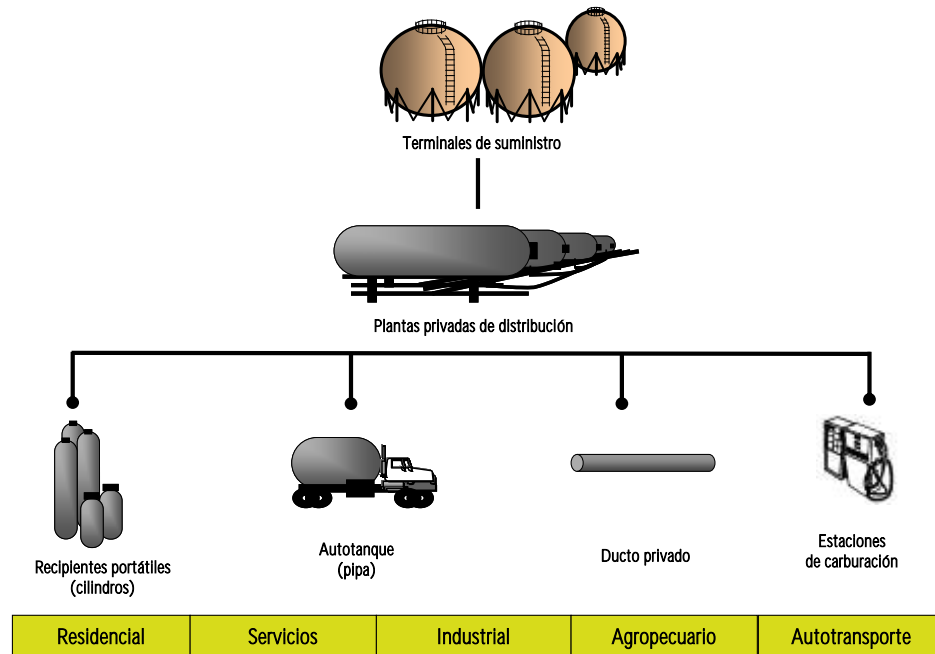 Terminales de suministro
Plantas privadas de distribución
Recipientes portátiles
(cilindros)
Autotanque
(pipa)
Ducto privado
Estaciones
de carburación
Residencial
Servicios
Industrial
Agropecuario
Autotransporte